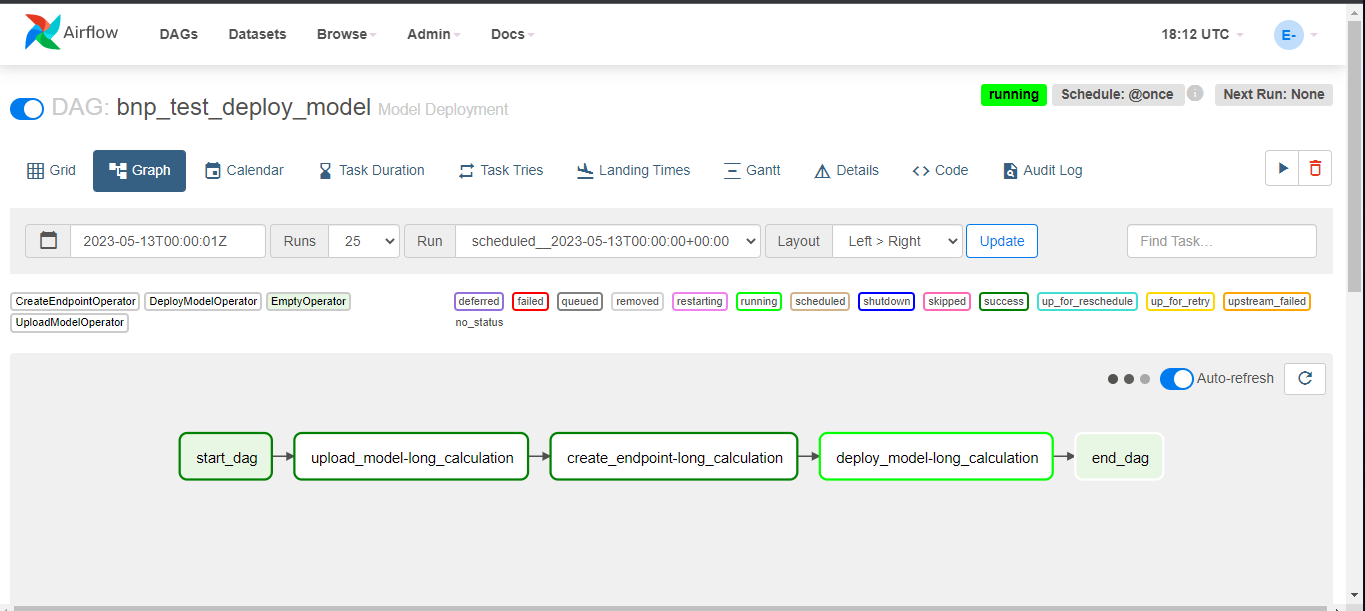 Airflow DAGs Datasets Browse Admin Docs 18:12 UTC E-
DAG: bnp_test_deploy_model Model Deployment running Schedule: @once i Next Run: None
Grid Graph Calendar Task Duration Task Tries Landing Times Gantt Details Code Audit Log
2023-05-13T00:00:01Z Runs 25 Run scheduled__2023-05-13T00:00:00+00:00 Layout Left > Right Update Find Task…
CreateEndpointOperator DeployModelOperator EmptyOperator deferred failed queued removed restarting running scheduled shutdown skipped success up_for_reschedule up_for_retry upstream_failed
UploadModelOperator no_status
Auto-refresh
start_dag upload_model-long_calculation create_endpoint-long_calculation deploy_model-long_calculation end_dag